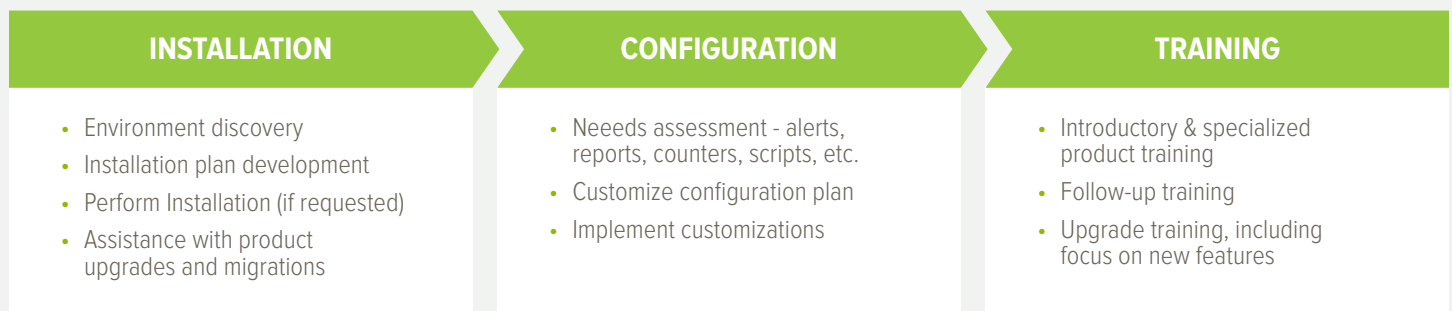 INSTALLATION
• Environment discovery
• Installation plan development
• Perform Installation (if requested)
• Assistance with product
upgrades and migrations
CONFIGURATION
• Neeeds assessment - alerts,
reports, counters, scripts, etc.
• Customize configuration plan
• Implement customizations
TRAINING
• Introductory & specialized
product training
• Follow-up training
• Upgrade training, including
focus on new features